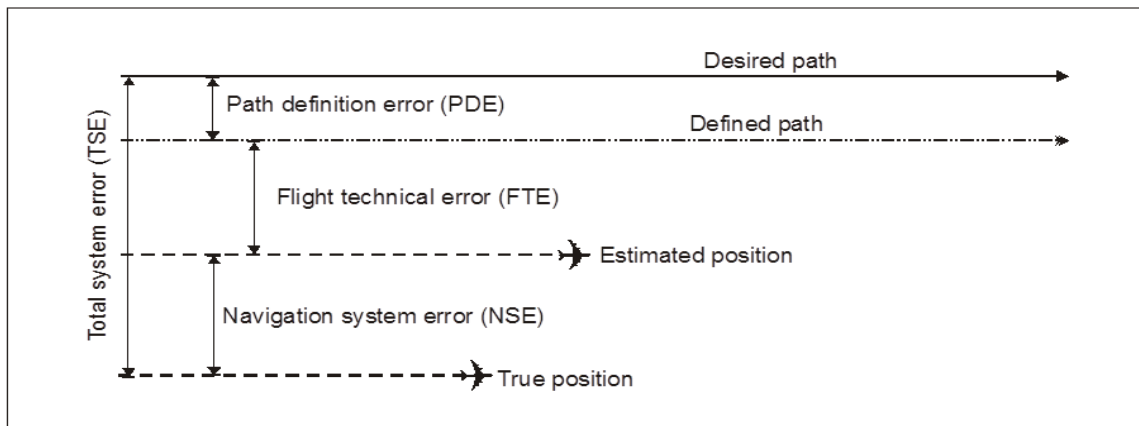 Desired path
Path definition error (PDE)
Defined path
Total system error (TSE)
Flight technical error (FTE)
Estimated position
Navigation system error (NSE)
True position